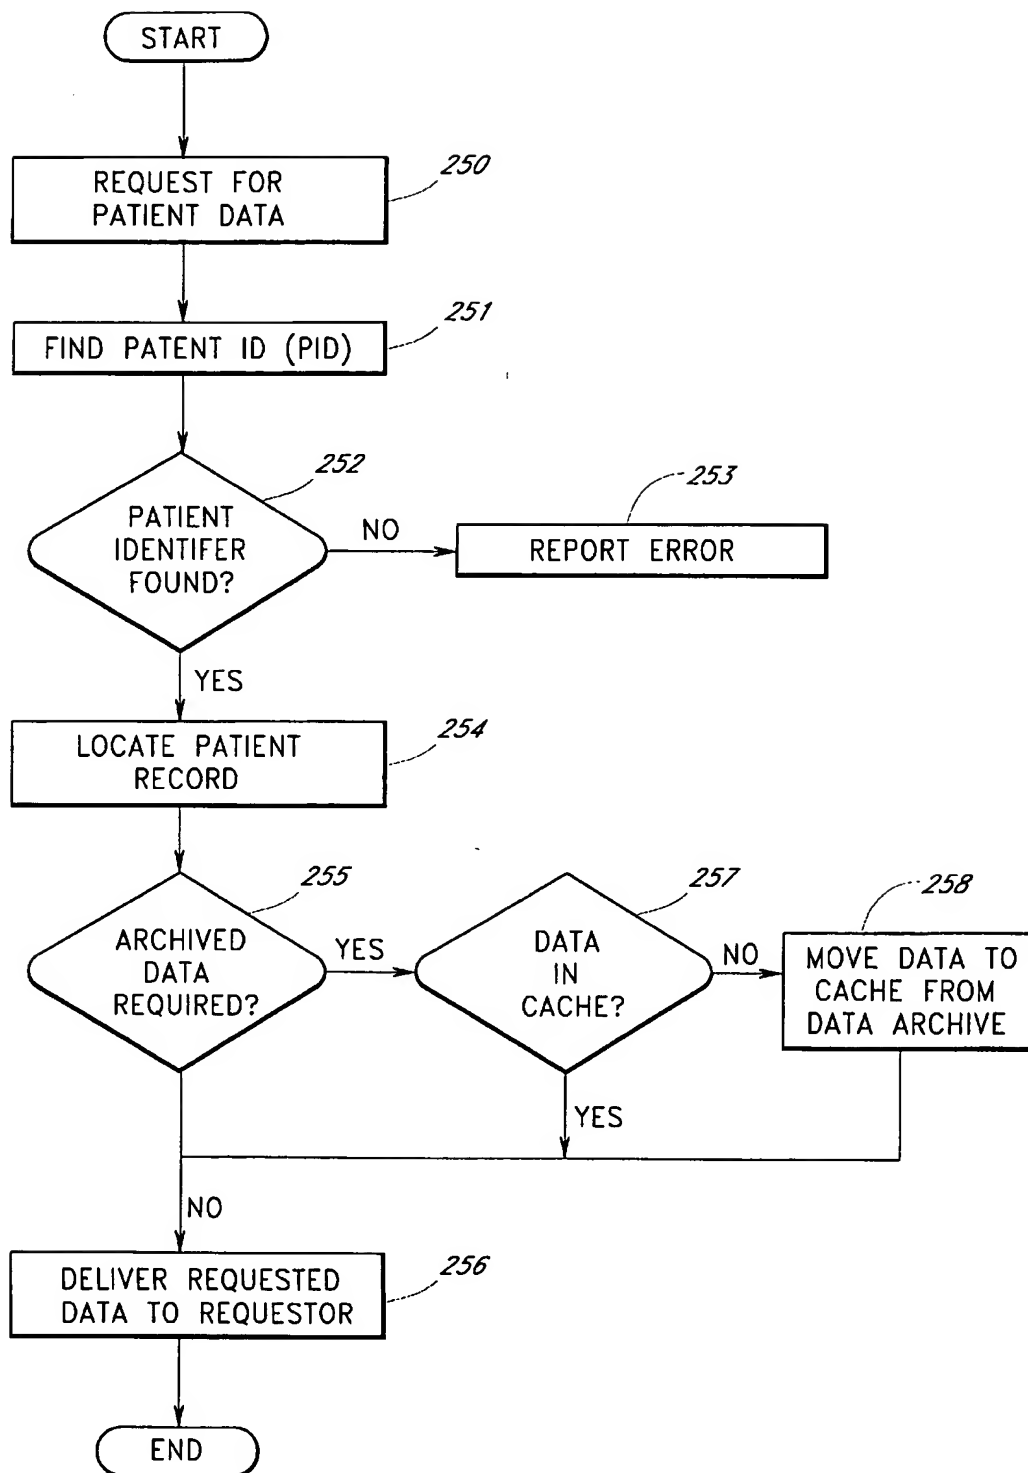 START
REQUEST FOR
PATIENT DATA
250
FIND PATENT ID (PID)
251
PATIENT
IDENTIFER
FOUND?
252
NO
REPORT ERROR
253
YES
LOCATE PATIENT
RECORD
254
ARCHIVED
DATA
REQUIRED?
255
YES
DATA
IN
CACHE?
257
NO
MOVE DATA TO
CACHE FROM
DATA ARCHIVE
258
YES
NO
DELIVER REQUESTED
DATA TO REQUESTOR
256
END